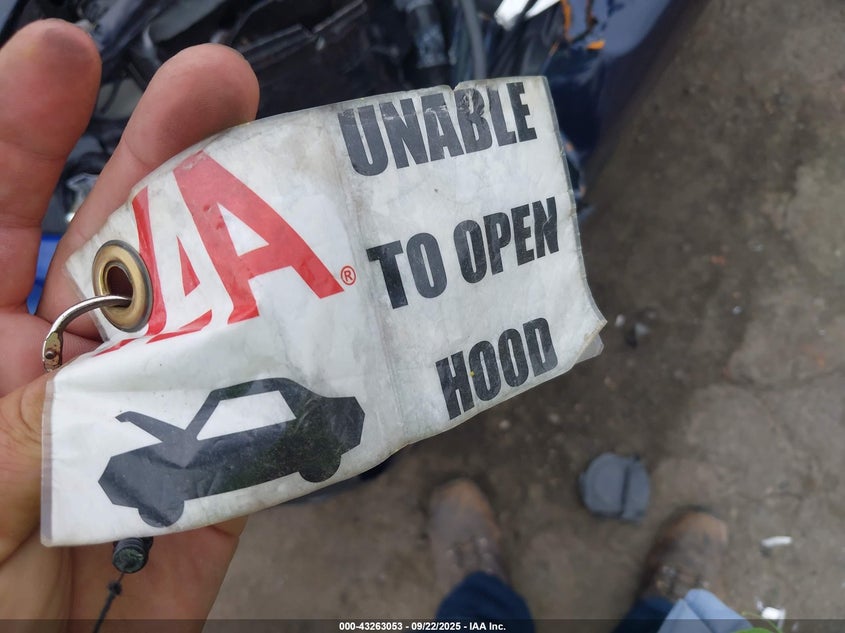 IAA®
UNABLE
TO OPEN
HOOD
000-43263053 - 09/22/2025 - IAA Inc.